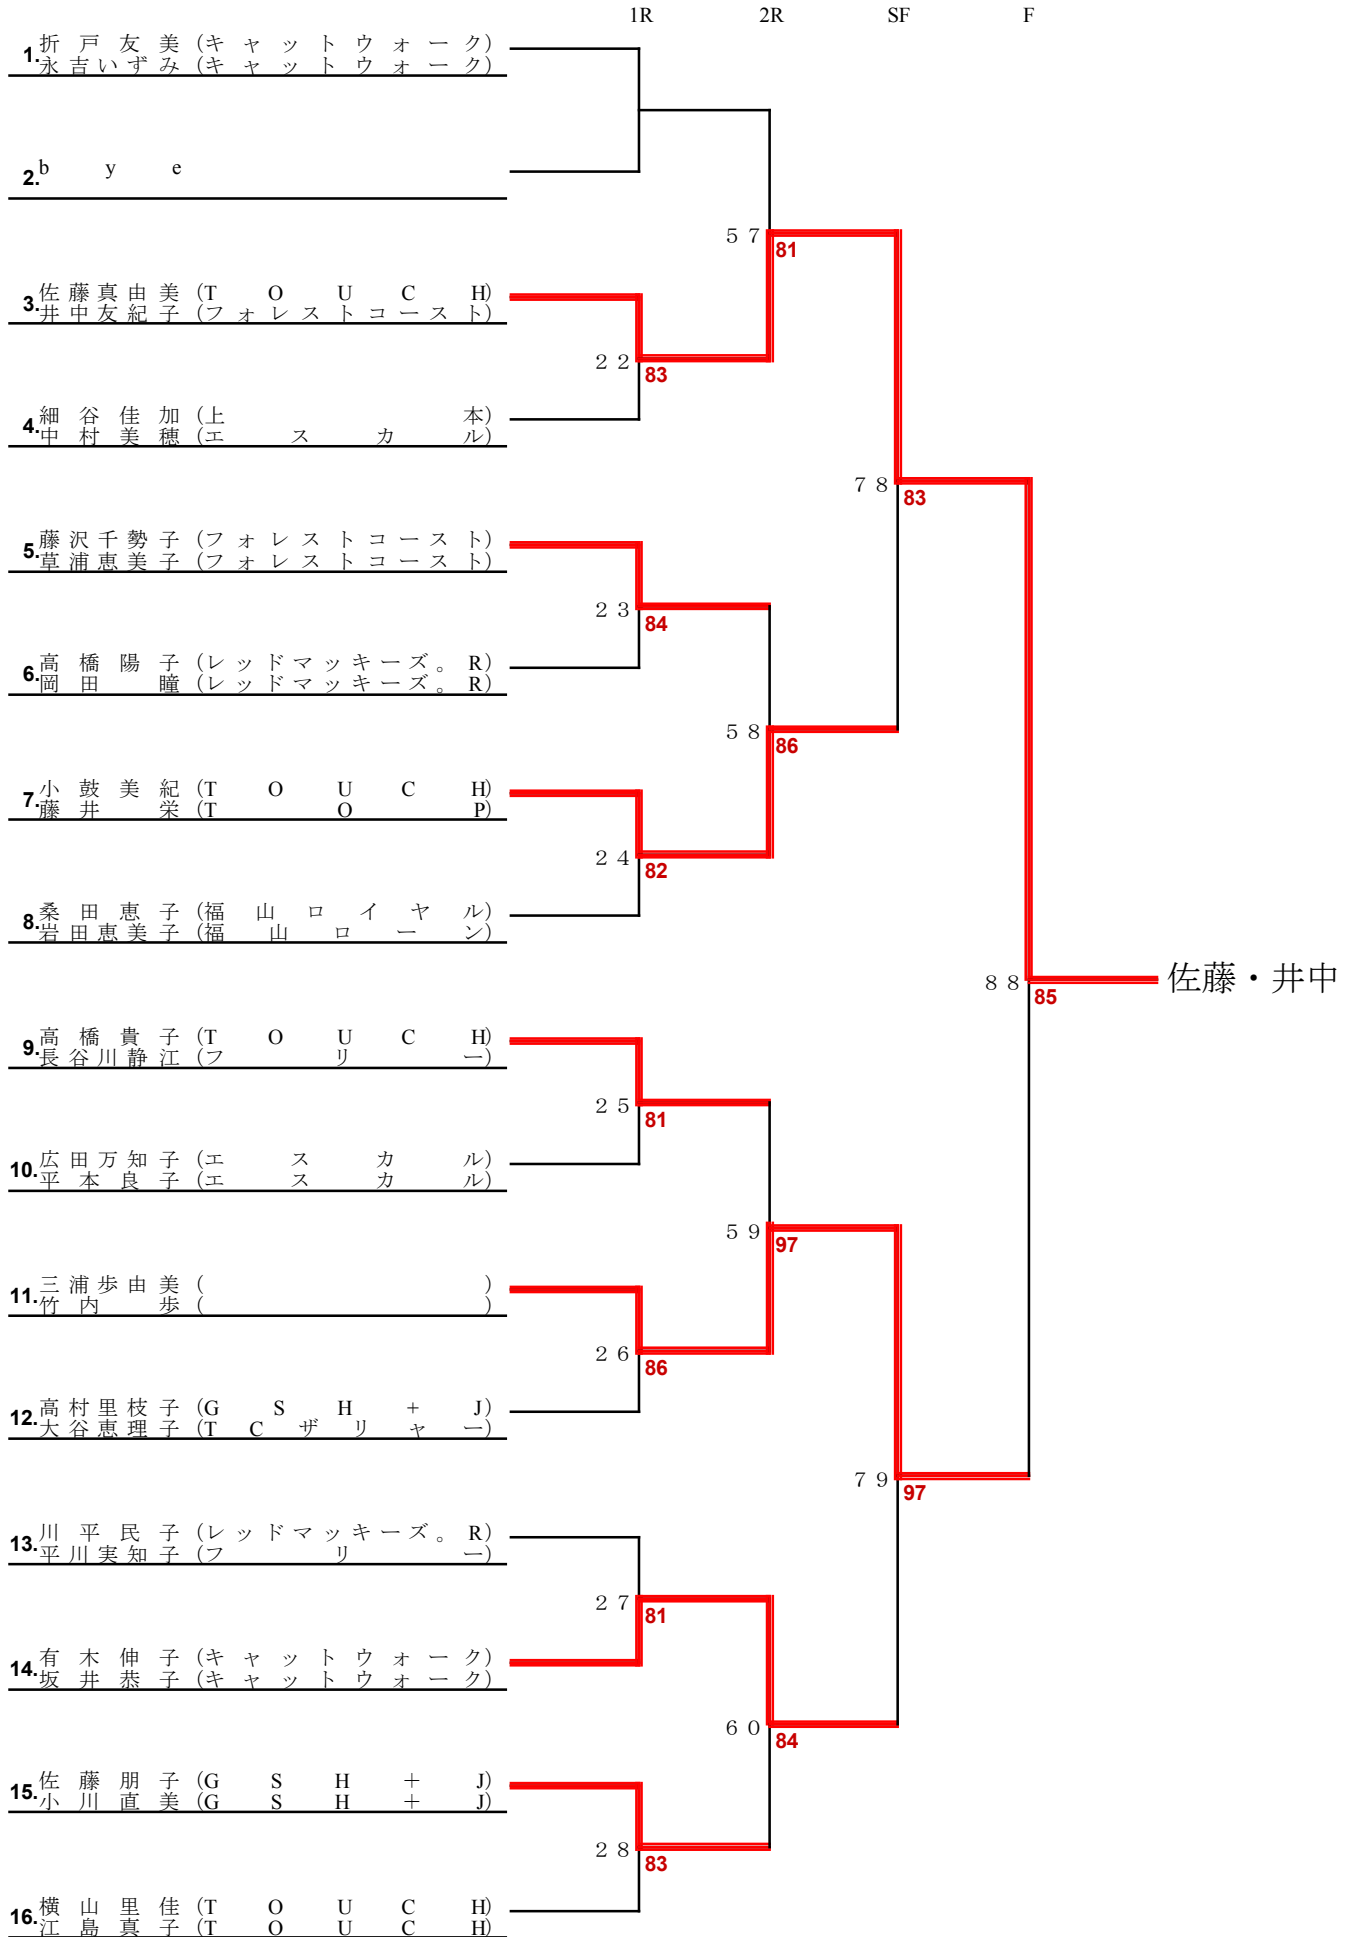 1R 2R SF F
1. 折戸友美 (キャットウォーク)
永吉いずみ (キャットウォーク)
2. bye
57
81
3. 佐藤真由美 (TOUCH)
井中友紀子 (フォレストコースト)
22
83
4. 細谷佳加 (上本)
中村美穂 (エスカル)
78
83
5. 藤沢千勢子 (フォレストコースト)
草浦恵美子 (フォレストコースト)
23
84
6. 高橋陽子 (レッドマッキーズ。R)
岡田瞳 (レッドマッキーズ。R)
58
86
7. 小鼓美紀 (TOUCH)
藤井栄 (TOP)
24
82
8. 桑田恵子 (福山ロイヤル)
岩田恵美子 (福山ローン)
88
85
佐藤・井中
9. 高橋貴子 (TOUCH)
長谷川静江 (フリー)
25
81
10. 広田万知子 (エスカル)
平本良子 (エスカル)
59
97
11. 三浦歩由美 ( )
竹内歩 ( )
26
86
12. 高村里枝子 (GSH+J)
大谷恵理子 (TCザリャー)
79
97
13. 川平民子 (レッドマッキーズ。R)
平川実知子 (フリー)
27
81
14. 有木伸子 (キャットウォーク)
坂井恭子 (キャットウォーク)
60
84
15. 佐藤朋子 (GSH+J)
小川直美 (GSH+J)
28
83
16. 横山里佳 (TOUCH)
江島真子 (TOUCH)